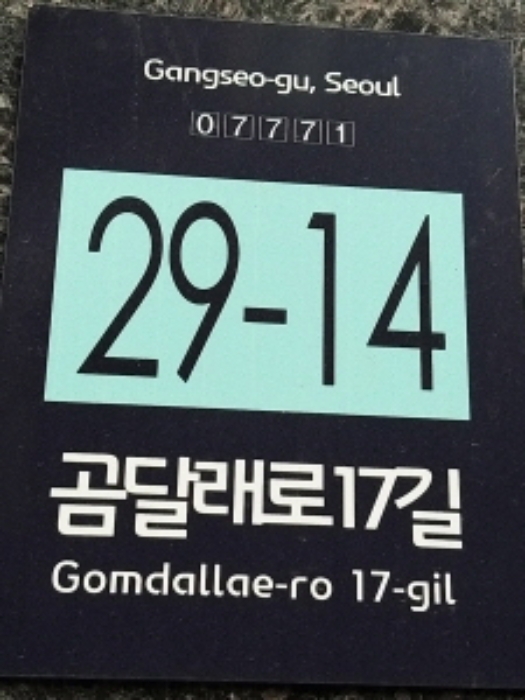 Gangseo-gu, Seoul
07771
29-14
곰달래로17길
Gomdallae-ro 17-gil